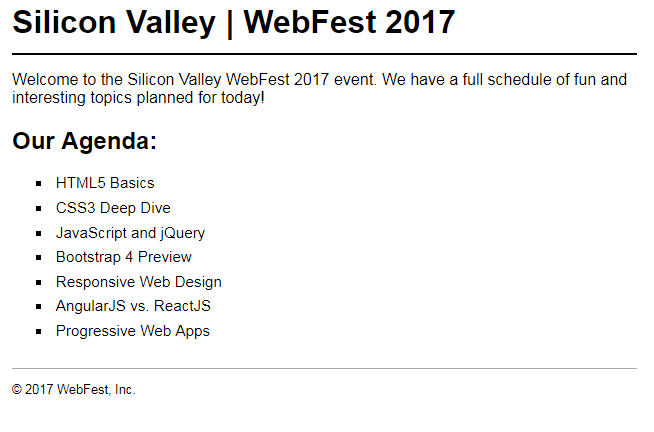 Silicon Valley | WebFest 2017
Welcome to the Silicon Valley WebFest 2017 event. We have a full schedule of fun and
interesting topics planned for today!
Our Agenda:
HTML5 Basics
CSS3 Deep Dive
JavaScript and jQuery
Bootstrap 4 Preview
Responsive Web Design
AngularJS vs. ReactJS
Progressive Web Apps
© 2017 WebFest, Inc.